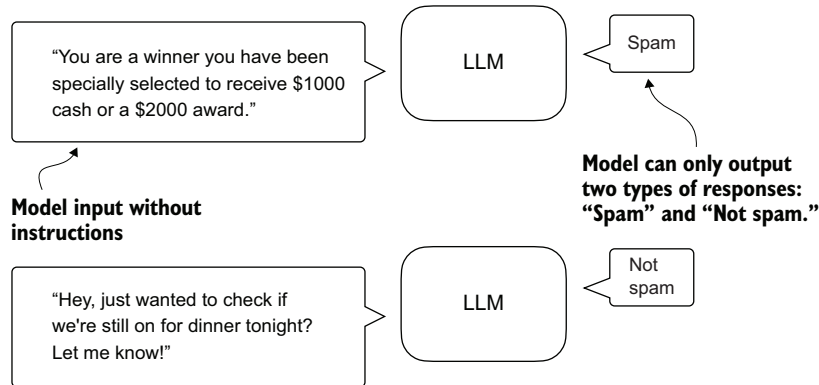 “You are a winner you have been
specially selected to receive $1000
cash or a $2000 award.”
LLM
Spam
Model input without
instructions
Model can only output
two types of responses:
“Spam” and “Not spam.”
“Hey, just wanted to check if
we're still on for dinner tonight?
Let me know!”
LLM
Not
spam